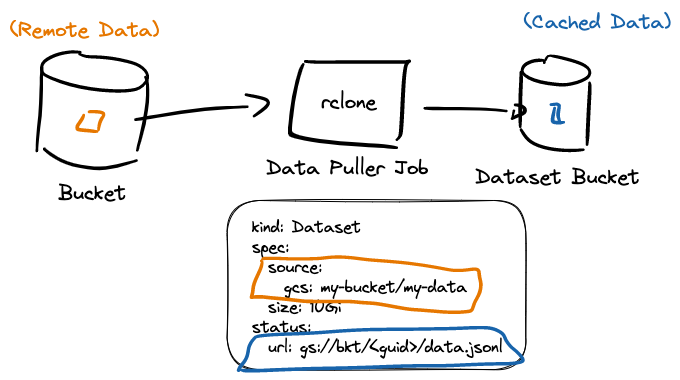 (Remote Data)
(Cached Data)
rclone
Bucket
Data Puller Job
Dataset Bucket
kind: Dataset
spec:
source:
gcs: my-bucket/my-data
size: 10Gi
status:
url: gs://bkt/<guid>/data.jsonl